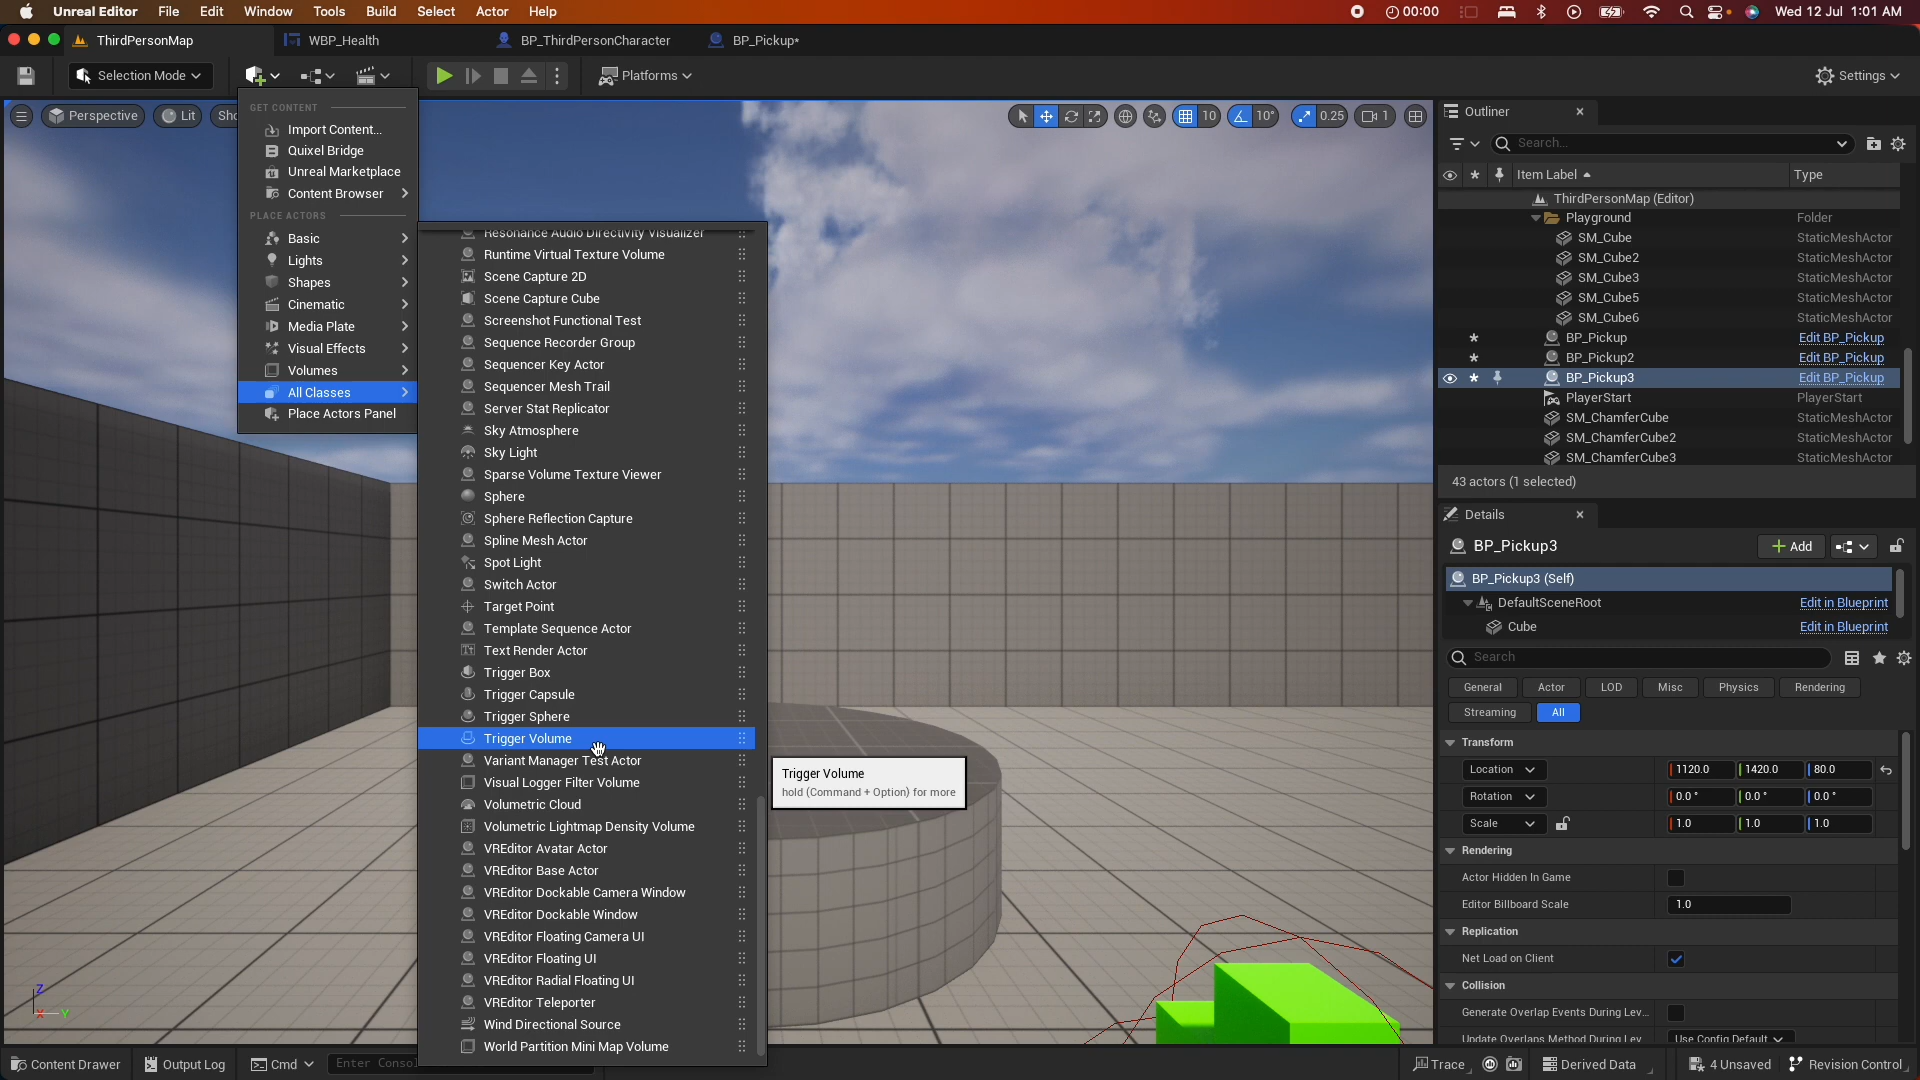 Unreal Editor File Edit Window Tools Build Select Actor Help 00:00 Wed 12 Jul 1:01 AM
ThirdPersonMap WBP_Health BP_ThirdPersonCharacter BP_Pickup*
Selection Mode Platforms Settings
Perspective Lit Sho 10 10° 0.25 1
GET CONTENT
Import Content...
Quixel Bridge
Unreal Marketplace
Content Browser
PLACE ACTORS
Basic
Lights
Shapes
Cinematic
Media Plate
Visual Effects
Volumes
All Classes
Place Actors Panel
Resonance Audio Directivity Visualizer
Runtime Virtual Texture Volume
Scene Capture 2D
Scene Capture Cube
Screenshot Functional Test
Sequence Recorder Group
Sequencer Key Actor
Sequencer Mesh Trail
Server Stat Replicator
Sky Atmosphere
Sky Light
Sparse Volume Texture Viewer
Sphere
Sphere Reflection Capture
Spline Mesh Actor
Spot Light
Switch Actor
Target Point
Template Sequence Actor
Text Render Actor
Trigger Box
Trigger Capsule
Trigger Sphere
Trigger Volume
Variant Manager Test Actor
Visual Logger Filter Volume
Volumetric Cloud
Volumetric Lightmap Density Volume
VREditor Avatar Actor
VREditor Base Actor
VREditor Dockable Camera Window
VREditor Dockable Window
VREditor Floating Camera UI
VREditor Floating UI
VREditor Radial Floating UI
VREditor Teleporter
Wind Directional Source
World Partition Mini Map Volume
Trigger Volume
hold (Command + Option) for more
Outliner
Search...
Item Label Type
ThirdPersonMap (Editor)
Playground Folder
SM_Cube StaticMeshActor
SM_Cube2 StaticMeshActor
SM_Cube3 StaticMeshActor
SM_Cube5 StaticMeshActor
SM_Cube6 StaticMeshActor
BP_Pickup Edit BP_Pickup
BP_Pickup2 Edit BP_Pickup
BP_Pickup3 Edit BP_Pickup
PlayerStart PlayerStart
SM_ChamferCube StaticMeshActor
SM_ChamferCube2 StaticMeshActor
SM_ChamferCube3 StaticMeshActor
43 actors (1 selected)
Details
BP_Pickup3 Add
BP_Pickup3 (Self)
DefaultSceneRoot Edit in Blueprint
Cube Edit in Blueprint
Search
General Actor LOD Misc Physics Rendering
Streaming All
Transform
Location 1120.0 1420.0 80.0
Rotation 0.0 ° 0.0 ° 0.0 °
Scale 1.0 1.0 1.0
Rendering
Actor Hidden In Game
Editor Billboard Scale 1.0
Replication
Net Load on Client
Collision
Generate Overlap Events During Lev...
Update Overlaps Method During Lev Use Config Default
Z
X Y
Content Drawer Output Log Cmd Enter Consol Trace Derived Data 4 Unsaved Revision Control